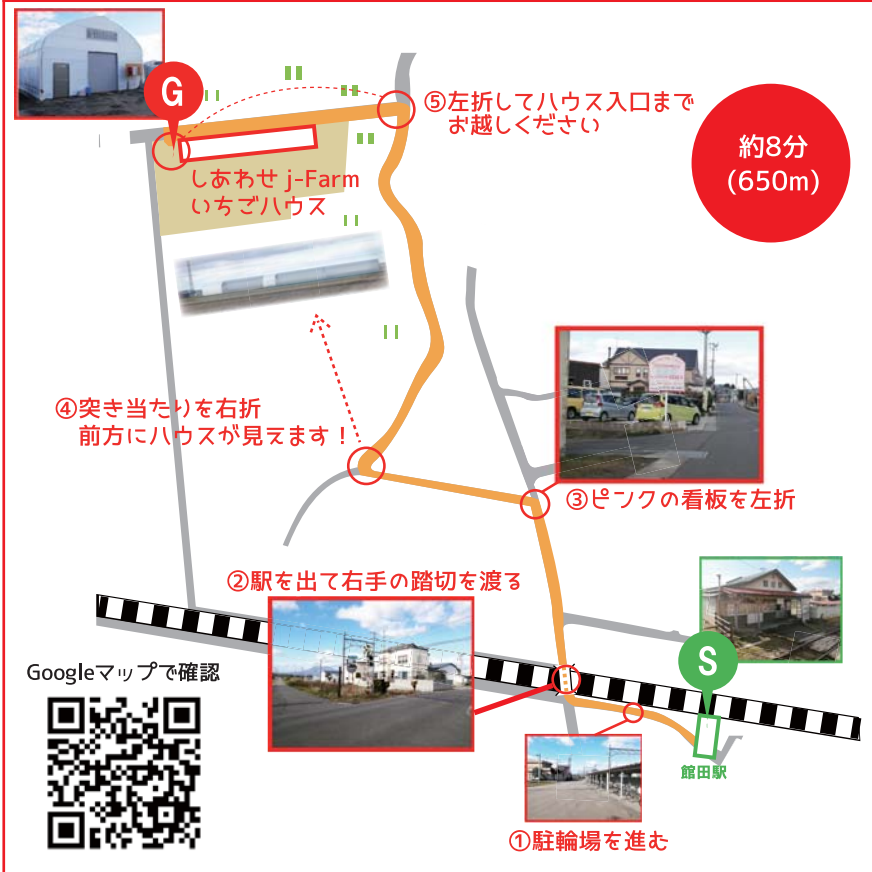 G
⑤左折してハウス入口まで
お越しください
約8分
(650m)
しあわせ j-Farm
いちごハウス
④突き当たりを右折
前方にハウスが見えます！
③ピンクの看板を左折
②駅を出て右手の踏切を渡る
S
Googleマップで確認
館田駅
①駐輪場を進む